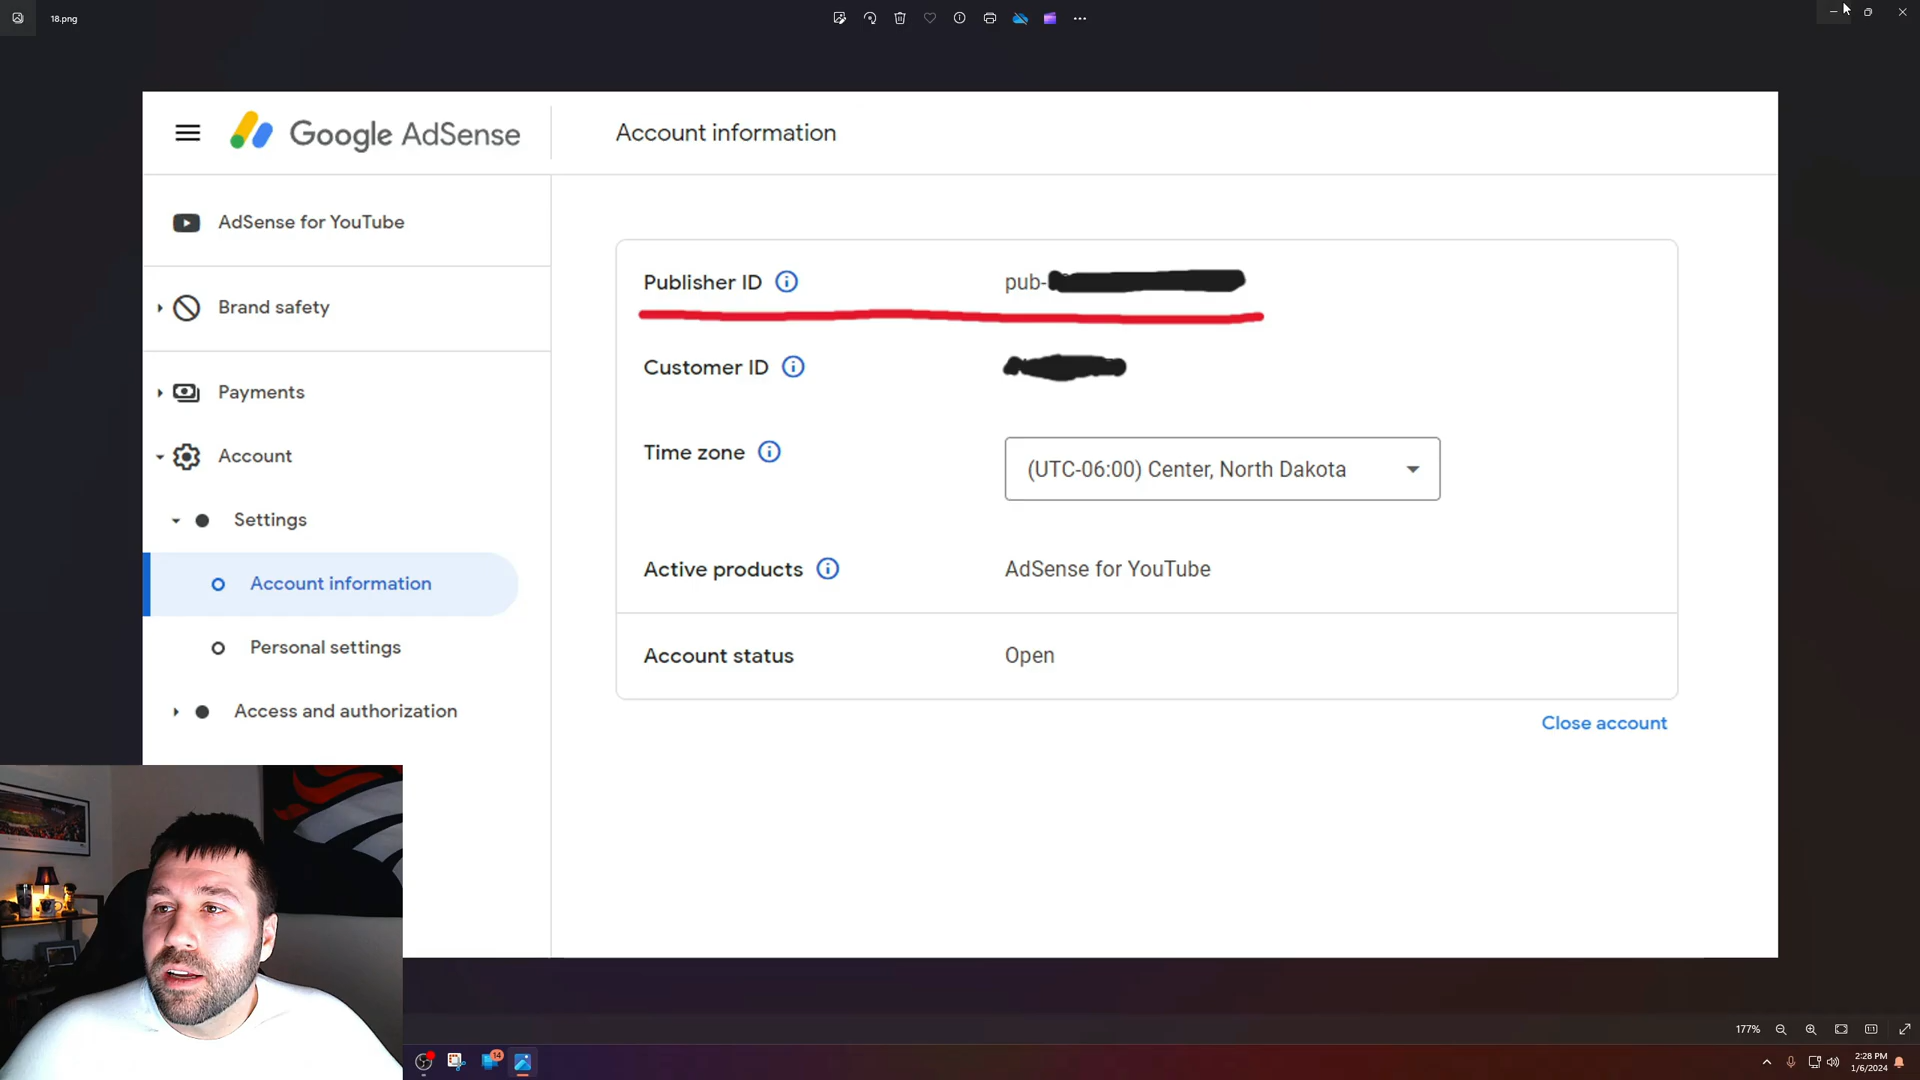 18.png
Google AdSense
Account information
AdSense for YouTube
Brand safety
Payments
Account
Settings
Account information
Personal settings
Access and authorization
Publisher ID
pub-
Customer ID
Time zone
(UTC-06:00) Center, North Dakota
Active products
AdSense for YouTube
Account status
Open
Close account
177%
14
2:28 PM
1/6/2024